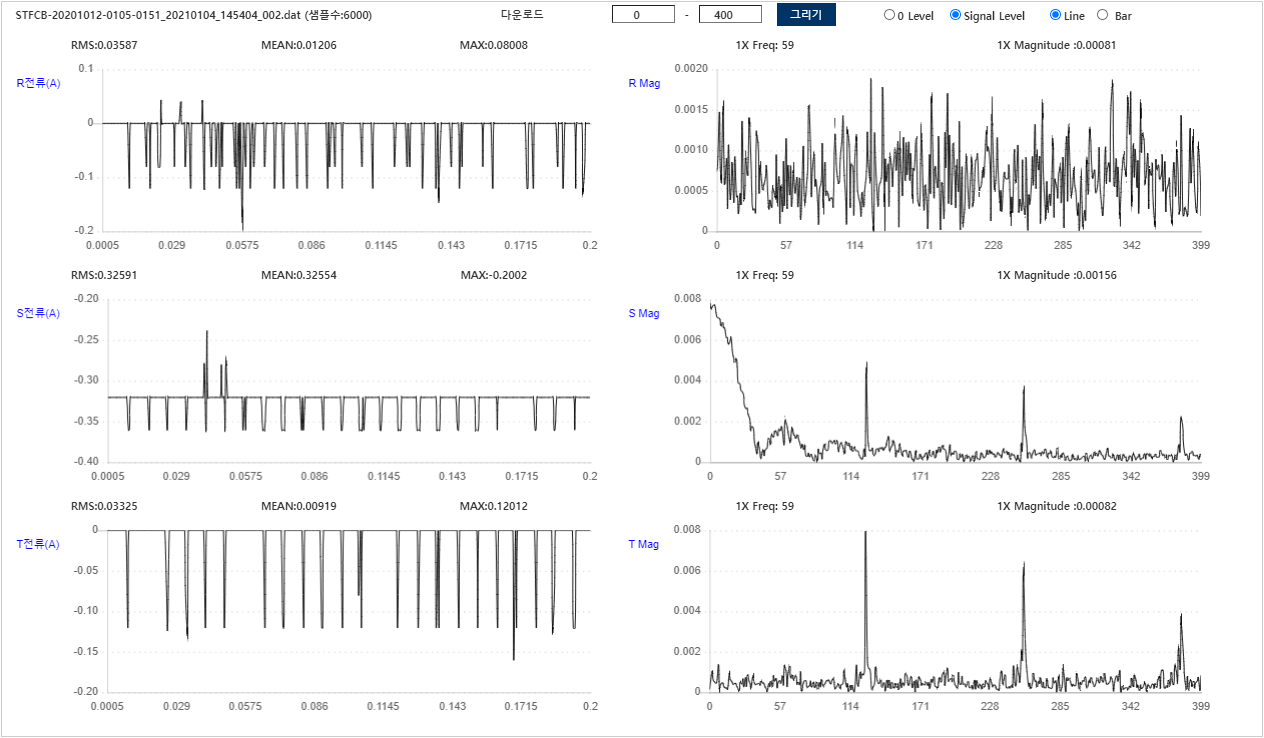 STFCB-20201012-0105-0151_20210104_145404_002.dat (샘플수:6000) 다운로드 0 - 400 그리기 0 Level Signal Level Line Bar
RMS:0.03587 MEAN:0.01206 MAX:0.08008 1X Freq: 59 1X Magnitude :0.00081
R전류(A)
0.1
0
-0.1
-0.2
0.0005 0.029 0.0575 0.086 0.1145 0.143 0.1715 0.2
R Mag
0.0020
0.0015
0.0010
0.0005
0
0 57 114 171 228 285 342 399
RMS:0.32591 MEAN:0.32554 MAX:-0.2002 1X Freq: 59 1X Magnitude :0.00156
S전류(A)
-0.20
-0.25
-0.30
-0.35
-0.40
0.0005 0.029 0.0575 0.086 0.1145 0.143 0.1715 0.2
S Mag
0.008
0.006
0.004
0.002
0
0 57 114 171 228 285 342 399
RMS:0.03325 MEAN:0.00919 MAX:0.12012 1X Freq: 59 1X Magnitude :0.00082
T전류(A)
0
-0.05
-0.10
-0.15
-0.20
0.0005 0.029 0.0575 0.086 0.1145 0.143 0.1715 0.2
T Mag
0.008
0.006
0.004
0.002
0
0 57 114 171 228 285 342 399